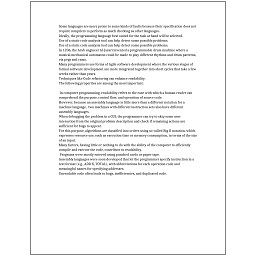 Some languages are more prone to some kinds of faults because their specification does not
require compilers to perform as much checking as other languages.
Ideally, the programming language best suited for the task at hand will be selected.
Use of a static code analysis tool can help detect some possible problems.
Use of a static code analysis tool can help detect some possible problems.
In 1206, the Arab engineer Al-Jazari invented a programmable drum machine where a
musical mechanical automaton could be made to play different rhythms and drum patterns,
via pegs and cams.
Many programmers use forms of Agile software development where the various stages of
formal software development are more integrated together into short cycles that take a few
weeks rather than years.
Techniques like Code refactoring can enhance readability.
The following properties are among the most important:
In computer programming, readability refers to the ease with which a human reader can
comprehend the purpose, control flow, and operation of source code.
However, because an assembly language is little more than a different notation for a
machine language, two machines with different instruction sets also have different
assembly languages.
When debugging the problem in a GUI, the programmer can try to skip some user
interaction from the original problem description and check if remaining actions are
sufficient for bugs to appear.
For this purpose, algorithms are classified into orders using so-called Big O notation, which
expresses resource use, such as execution time or memory consumption, in terms of the size
of an input.
Many factors, having little or nothing to do with the ability of the computer to efficiently
compile and execute the code, contribute to readability.
Programs were mostly entered using punched cards or paper tape.
Assembly languages were soon developed that let the programmer specify instruction in a
text format (e.g., ADD X, TOTAL), with abbreviations for each operation code and
meaningful names for specifying addresses.
Unreadable code often leads to bugs, inefficiencies, and duplicated code.